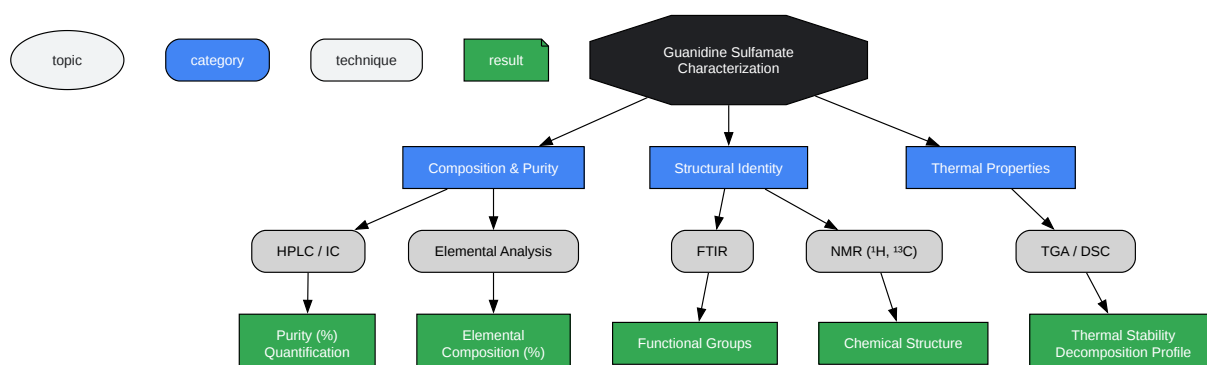 topic
category
technique
result
Guanidine Sulfamate
Characterization
Composition & Purity
Structural Identity
Thermal Properties
HPLC / IC
Elemental Analysis
FTIR
NMR (¹H, ¹³C)
TGA / DSC
Purity (%)
Quantification
Elemental
Composition (%)
Functional Groups
Chemical Structure
Thermal Stability
Decomposition Profile